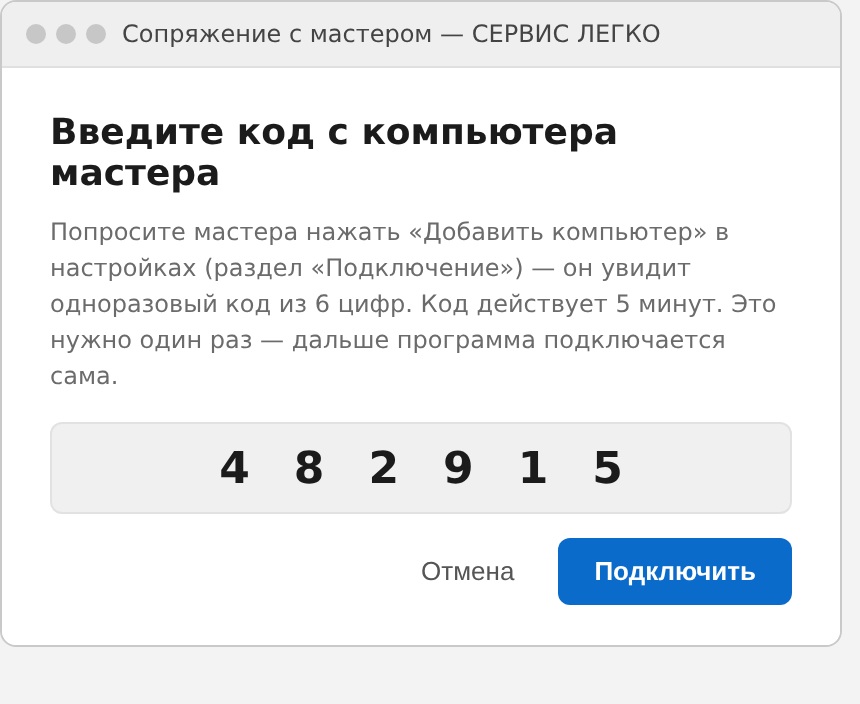 Сопряжение с мастером — СЕРВИС ЛЕГКО
Введите код с компьютера
мастера
Попросите мастера нажать «Добавить компьютер» в
настройках (раздел «Подключение») — он увидит
одноразовый код из 6 цифр. Код действует 5 минут. Это
нужно один раз — дальше программа подключается
сама.
4 8 2 9 1 5
Отмена Подключить